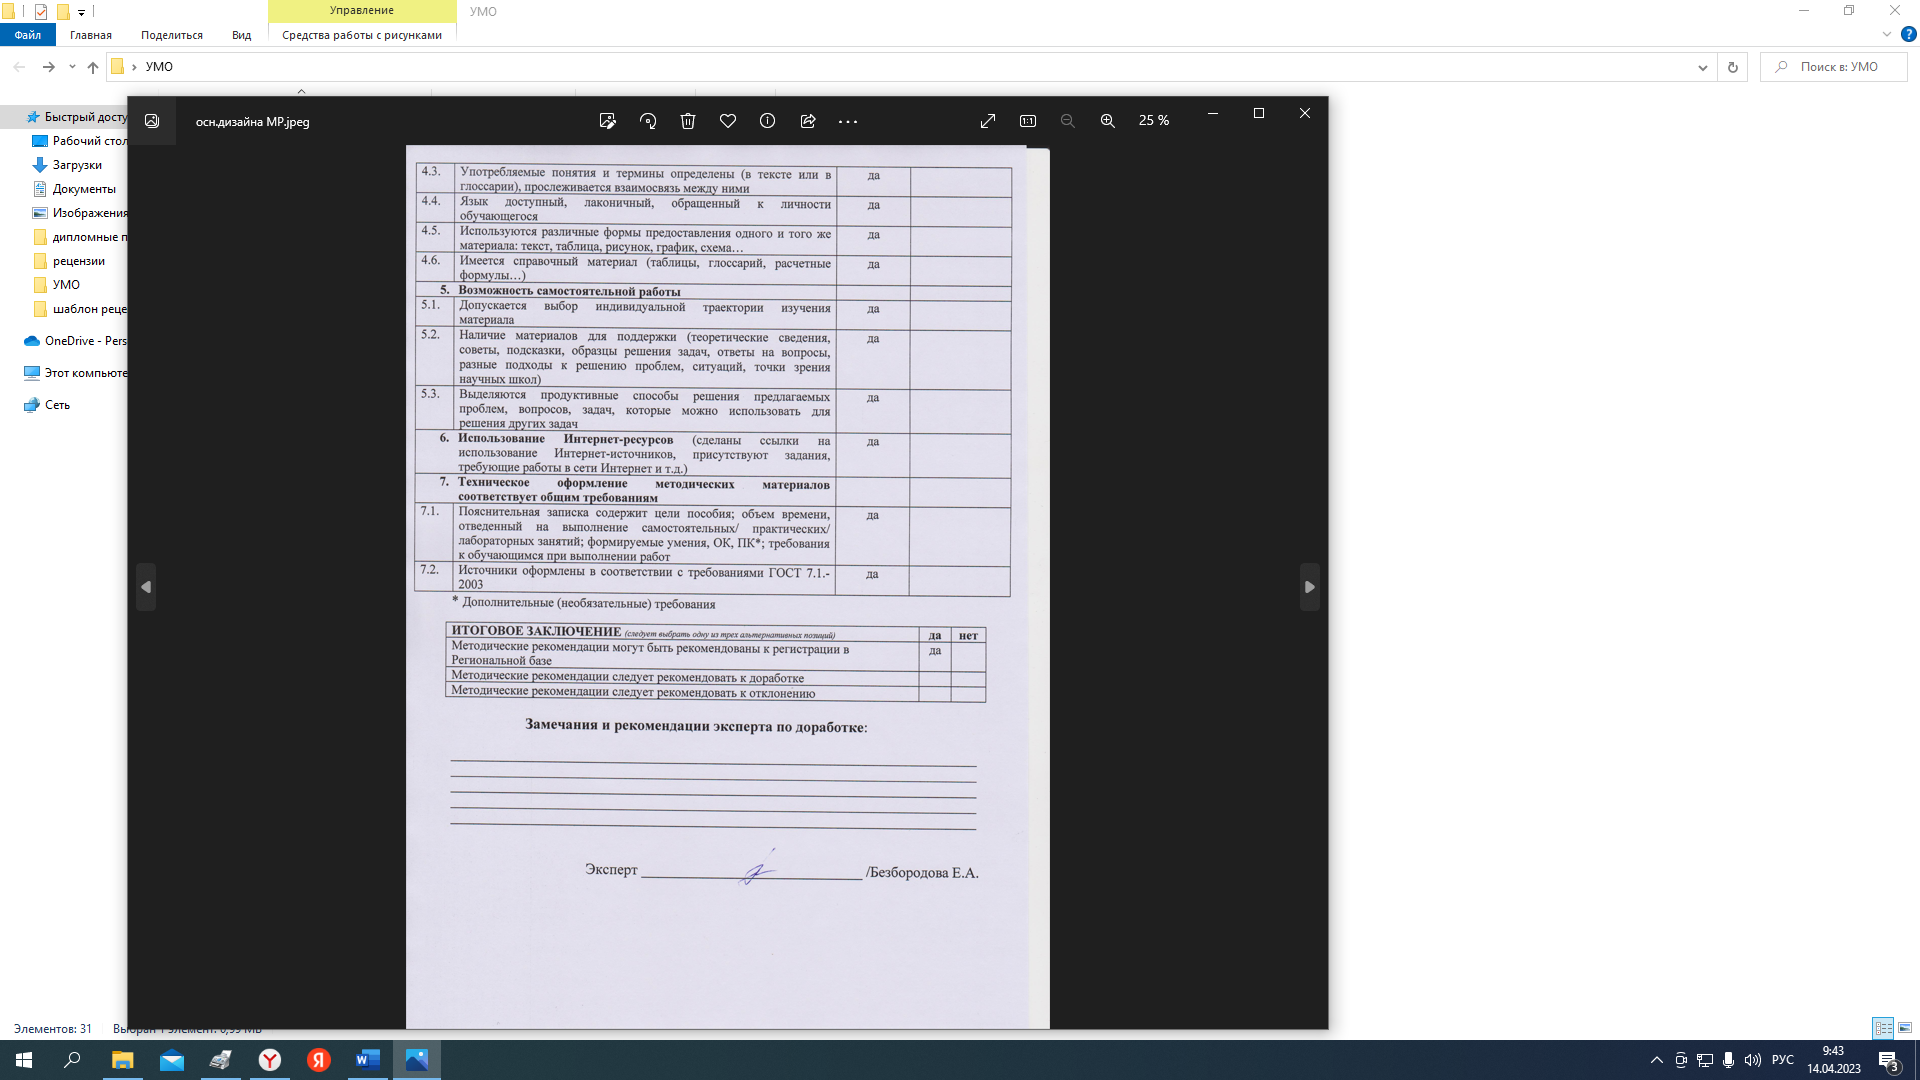 Управление
УМО
Файл
Главная
Поделиться
Вид
Средства работы с рисунками
УМО
Поиск в: УМО
Быстрый досту
Рабочий стол
Загрузки
Документы
Изображения
дипломные п
рецензии
УМО
шаблон реце
OneDrive - Pers
Этот компьюте
Сеть
осн.дизайна МР.jpeg
25 %
4.3. Употребляемые понятия и термины определены (в тексте или в да
глоссарии), прослеживается взаимосвязь между ними
4.4. Язык доступный, лаконичный, обращенный к личности да
обучающегося
4.5. Используются различные формы предоставления одного и того же да
материала: текст, таблица, рисунок, график, схема…
4.6. Имеется справочный материал (таблицы, глоссарий, расчетные да
формулы…)
5. Возможность самостоятельной работы
5.1. Допускается выбор индивидуальной траектории изучения да
материала
5.2. Наличие материалов для поддержки (теоретические сведения, да
советы, подсказки, образцы решения задач, ответы на вопросы,
разные подходы к решению проблем, ситуаций, точки зрения
научных школ)
5.3. Выделяются продуктивные способы решения предлагаемых да
проблем, вопросов, задач, которые можно использовать для
решения других задач
6. Использование Интернет-ресурсов (сделаны ссылки на да
использование Интернет-источников, присутствуют задания,
требующие работы в сети Интернет и т.д.)
7. Техническое оформление методических материалов
соответствует общим требованиям
7.1. Пояснительная записка содержит цели пособия; объем времени, да
отведенный на выполнение самостоятельных/ практических/
лабораторных занятий; формируемые умения, ОК, ПК*; требования
к обучающимся при выполнении работ
7.2. Источники оформлены в соответствии с требованиями ГОСТ 7.1.- да
2003
* Дополнительные (необязательные) требования
ИТОГОВОЕ ЗАКЛЮЧЕНИЕ (следует выбрать одну из трех альтернативных позиций) да нет
Методические рекомендации могут быть рекомендованы к регистрации в да
Региональной базе
Методические рекомендации следует рекомендовать к доработке
Методические рекомендации следует рекомендовать к отклонению
Замечания и рекомендации эксперта по доработке:
Эксперт /Безбородова Е.А.
Элементов: 31 Выбран 1 элемент: 0,99 МБ
РУС
9:43
14.04.2023
3